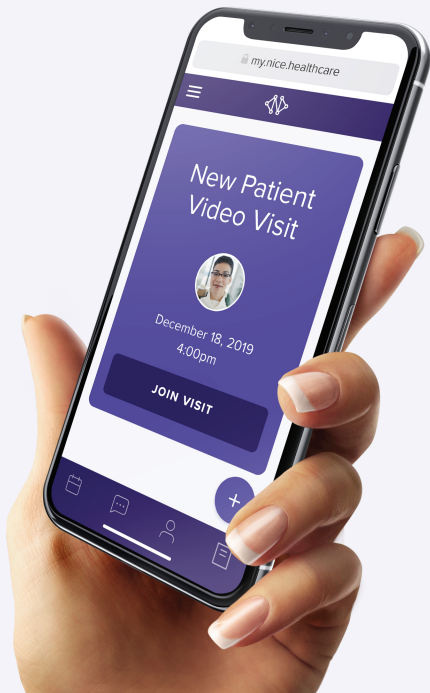 my.nice.healthcare
New Patient
Video Visit
December 18, 2019
4:00pm
JOIN VISIT